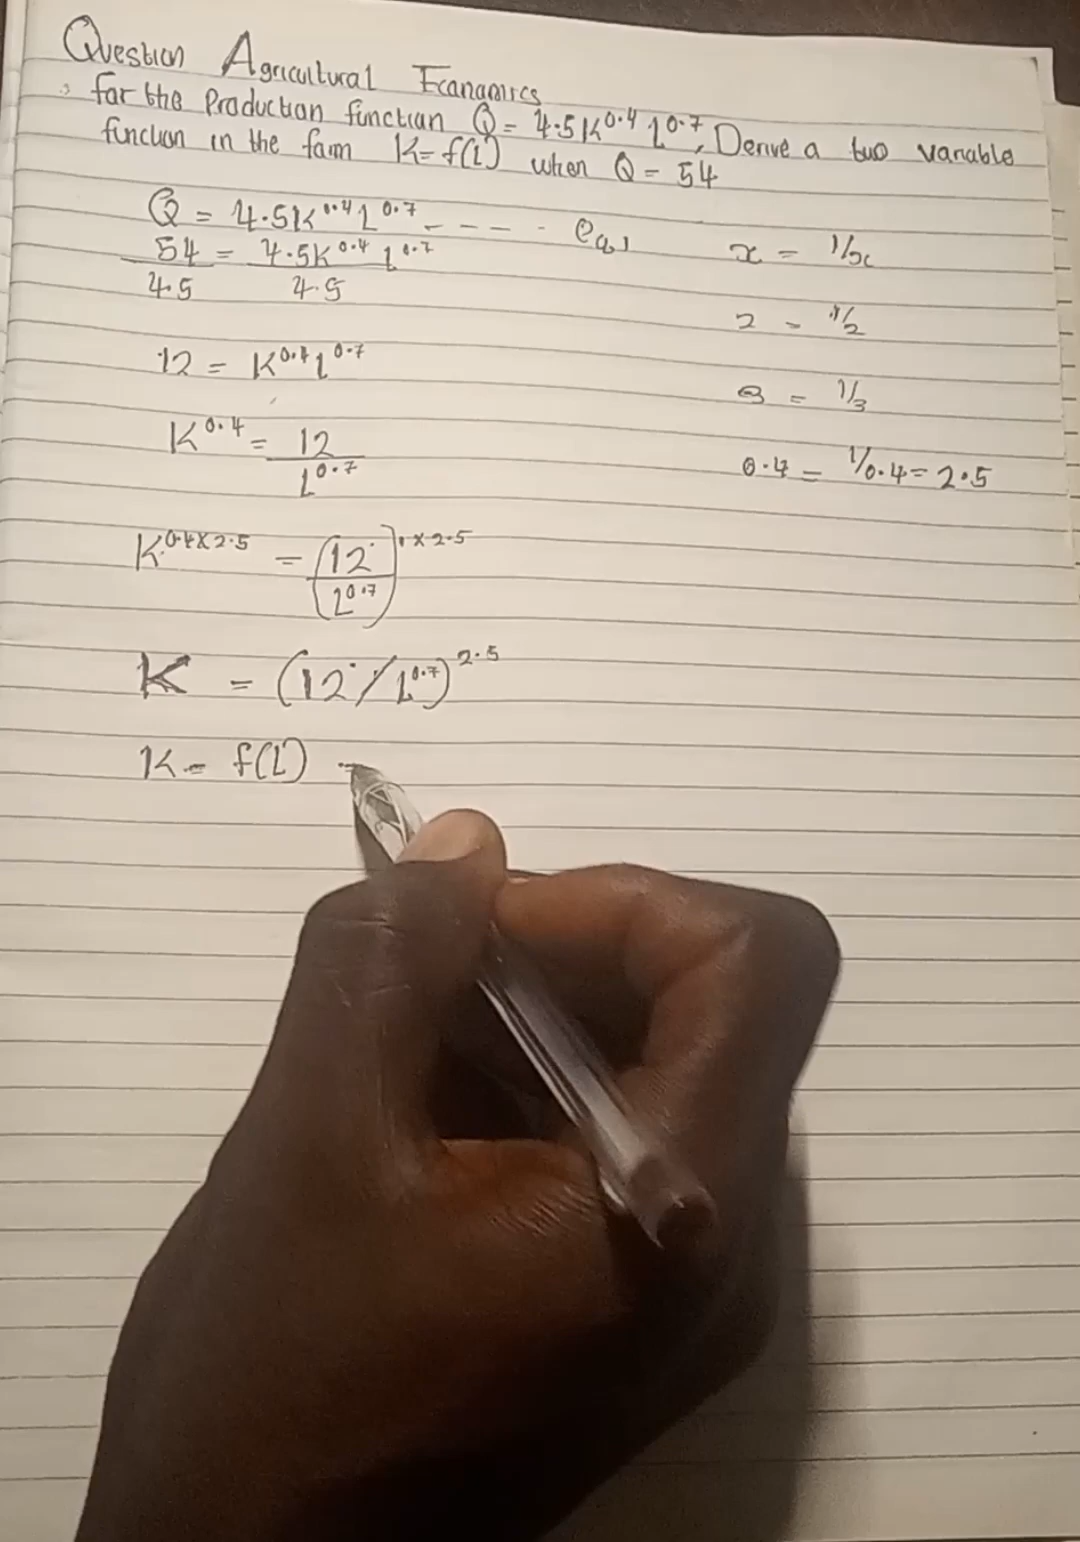 Question Agricultural Economics
For the Production function Q = 4.5K^0.4 L^0.7, Derive a two variable
function in the form K = f(L) when Q = 54
Q = 4.5K^0.4 L^0.7 - - - - eq1
54 = 4.5K^0.4 L^0.7
4.5 4.5
12 = K^0.4 L^0.7
K^0.4 = 12
L^0.7
K^0.4×2.5 = (12 / L^0.7)^1×2.5
K = (12/L^0.7)^2.5
K = f(L) =
x = 1/x
2 = 1/2
3 = 1/3
0.4 = 1/0.4 = 2.5